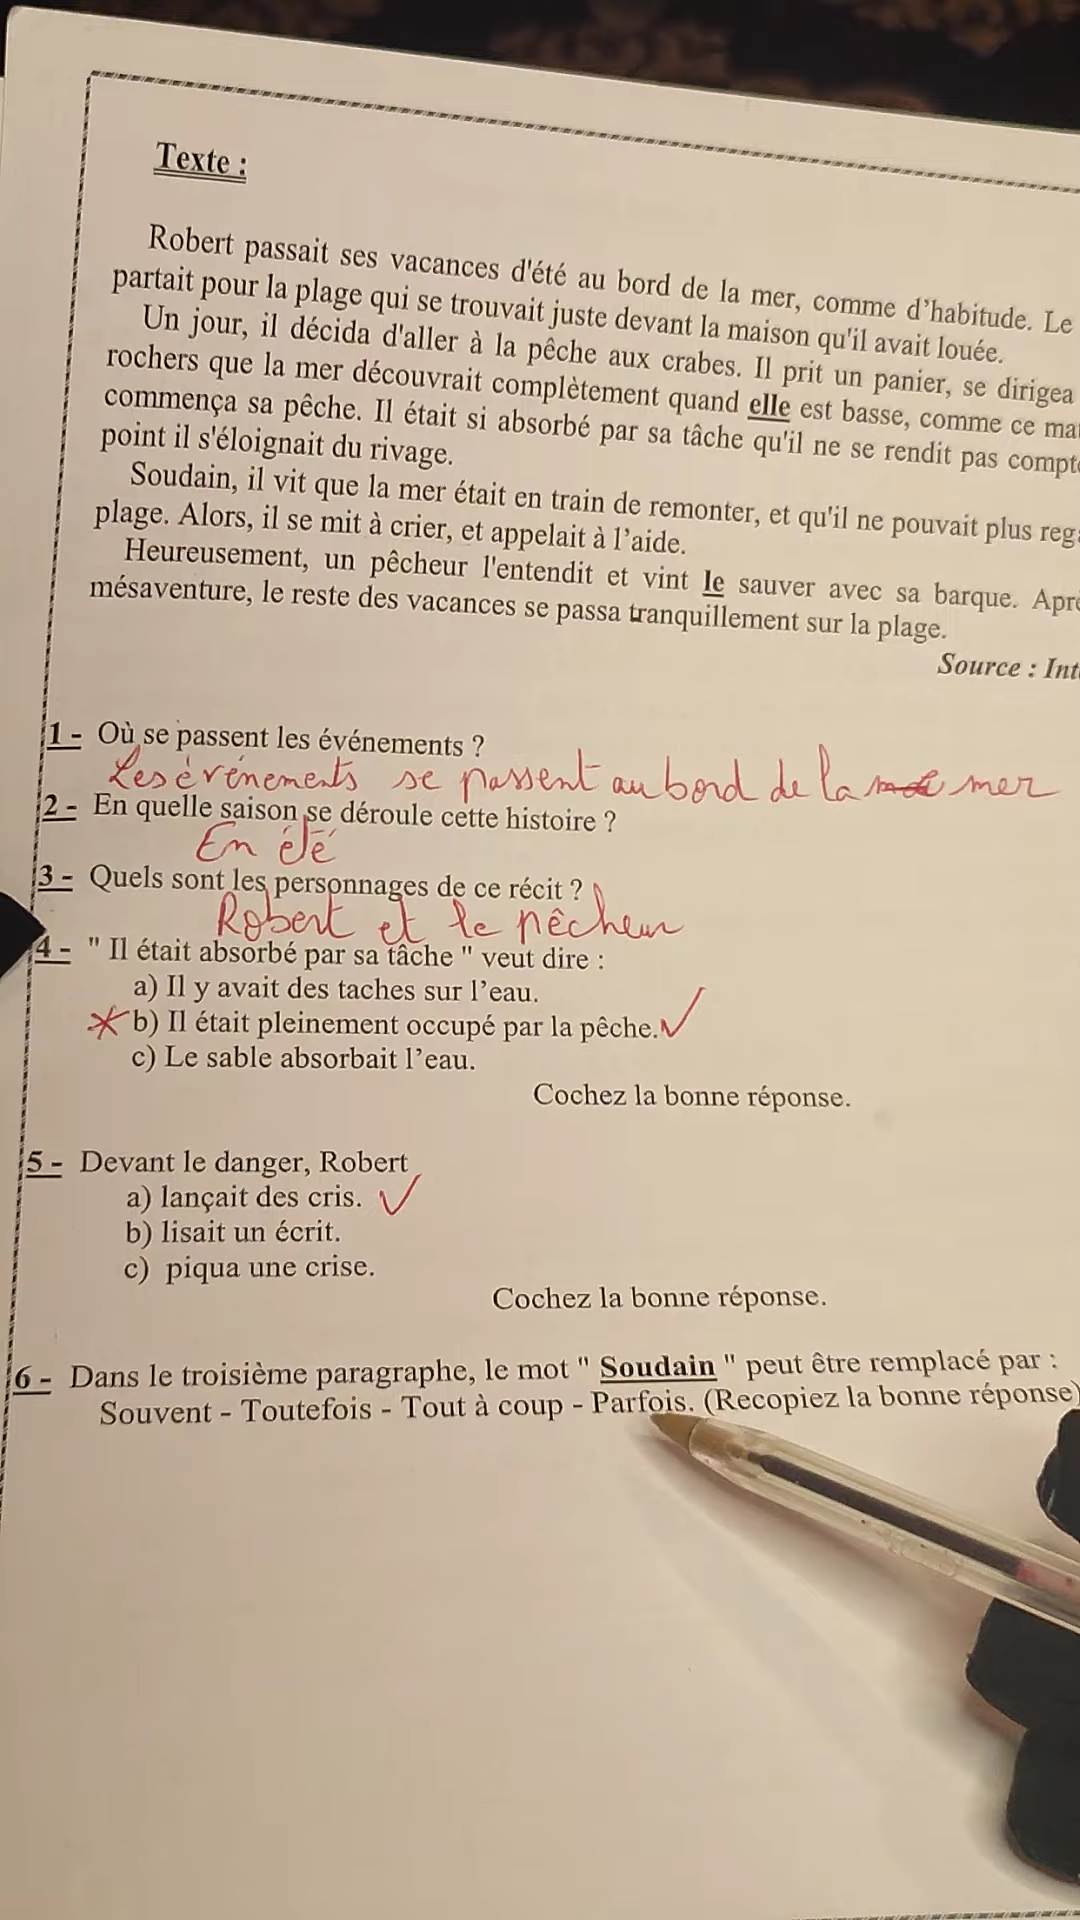 Texte :
Robert passait ses vacances d'été au bord de la mer, comme d’habitude. Le
partait pour la plage qui se trouvait juste devant la maison qu'il avait louée.
Un jour, il décida d'aller à la pêche aux crabes. Il prit un panier, se dirigea
rochers que la mer découvrait complètement quand elle est basse, comme ce
commença sa pêche. Il était si absorbé par sa tâche qu'il ne se rendit pas
point il s'éloignait du rivage.
Soudain, il vit que la mer était en train de remonter, et qu'il ne pouvait plus
plage. Alors, il se mit à crier, et appelait à l’aide.
Heureusement, un pêcheur l'entendit et vint le sauver avec sa barque.
mésaventure, le reste des vacances se passa tranquillement sur la plage.
Source :
1 - Où se passent les événements ?
Les événements se passent au bord de la mer
2 - En quelle saison se déroule cette histoire ?
En été
3 - Quels sont les personnages de ce récit ?
Robert et le pêcheur
4 - " Il était absorbé par sa tâche " veut dire :
a) Il y avait des taches sur l’eau.
b) Il était pleinement occupé par la pêche.
c) Le sable absorbait l’eau.
Cochez la bonne réponse.
5 - Devant le danger, Robert
a) lançait des cris.
b) lisait un écrit.
c) piqua une crise.
Cochez la bonne réponse.
6 - Dans le troisième paragraphe, le mot " Soudain " peut être remplacé par :
Souvent - Toutefois - Tout à coup - Parfois. (Recopiez la bonne réponse)